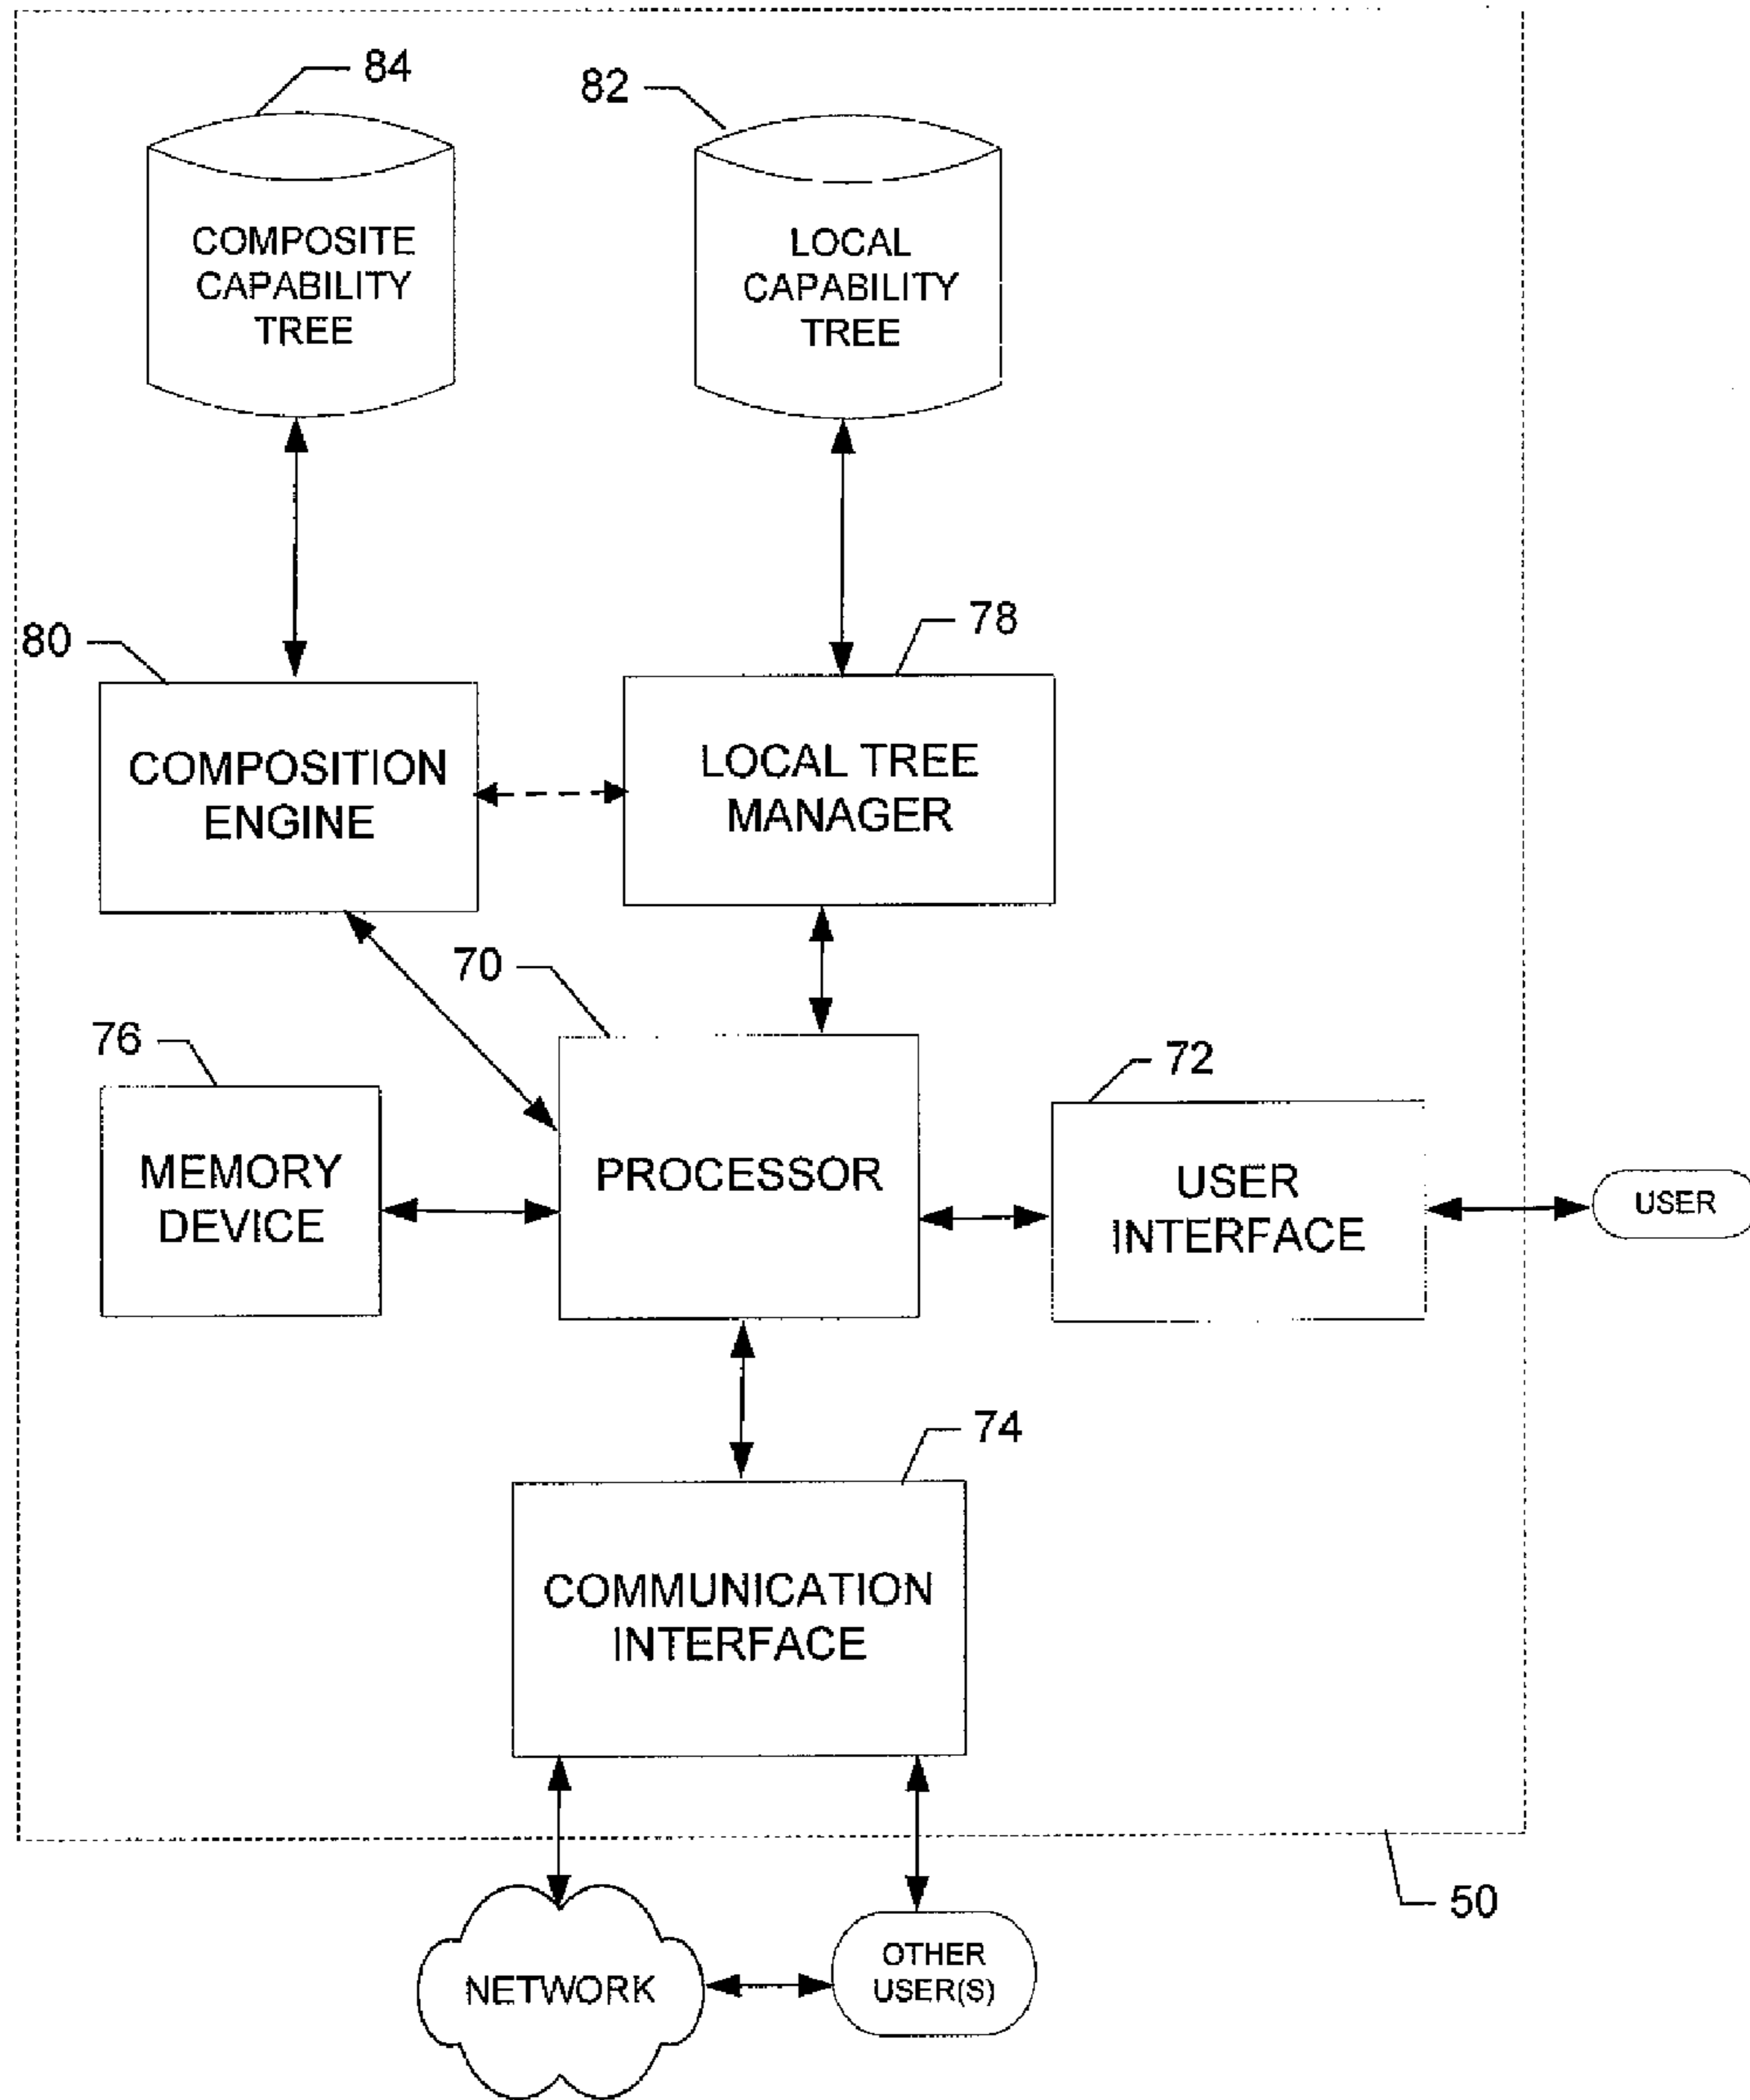 84
82
COMPOSITE
CAPABILITY
TREE
LOCAL
CAPABILITY
TREE
80
78
COMPOSITION
ENGINE
LOCAL TREE
MANAGER
70
76
72
MEMORY
DEVICE
PROCESSOR
USER
INTERFACE
USER
74
COMMUNICATION
INTERFACE
50
NETWORK
OTHER
USER(S)